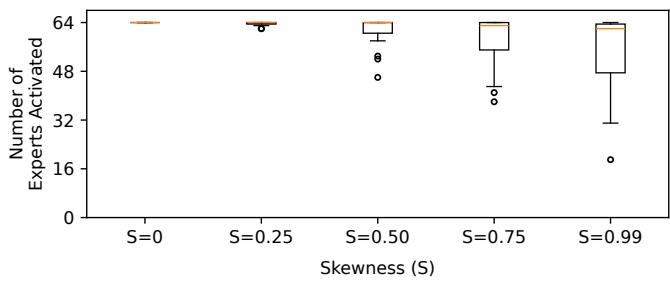 Number of
Experts Activated
64
48
32
16
0
S=0 S=0.25 S=0.50 S=0.75 S=0.99
Skewness (S)